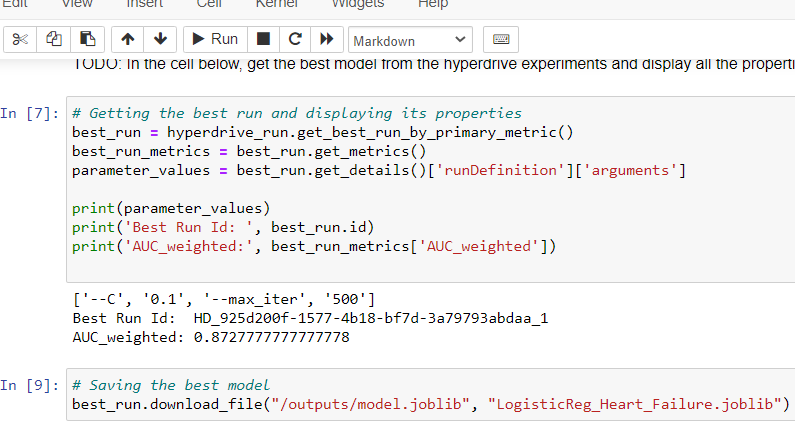 Edit View Insert Cell Kernel Widgets Help
Run Markdown
TODO: In the cell below, get the best model from the hyperdrive experiments and display all the
In [7]: # Getting the best run and displaying its properties
best_run = hyperdrive_run.get_best_run_by_primary_metric()
best_run_metrics = best_run.get_metrics()
parameter_values = best_run.get_details()['runDefinition']['arguments']
print(parameter_values)
print('Best Run Id: ', best_run.id)
print('AUC_weighted:', best_run_metrics['AUC_weighted'])
['--C', '0.1', '--max_iter', '500']
Best Run Id:  HD_925d200f-1577-4b18-bf7d-3a79793abdaa_1
AUC_weighted: 0.8727777777777778
In [9]: # Saving the best model
best_run.download_file("/outputs/model.joblib", "LogisticReg_Heart_Failure.joblib")